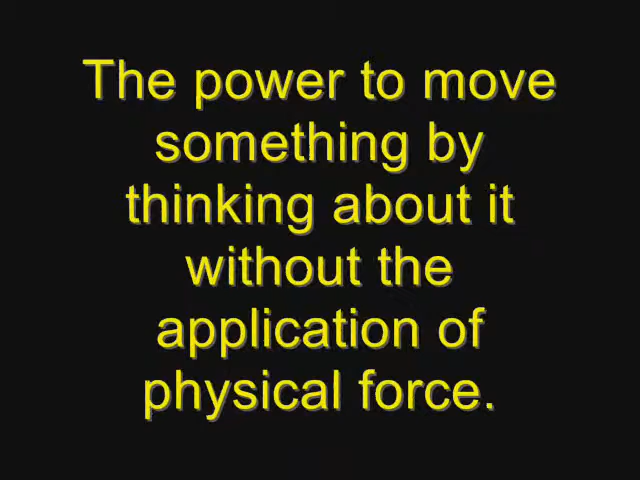 The power to move
something by
thinking about it
without the
application of
physical force.